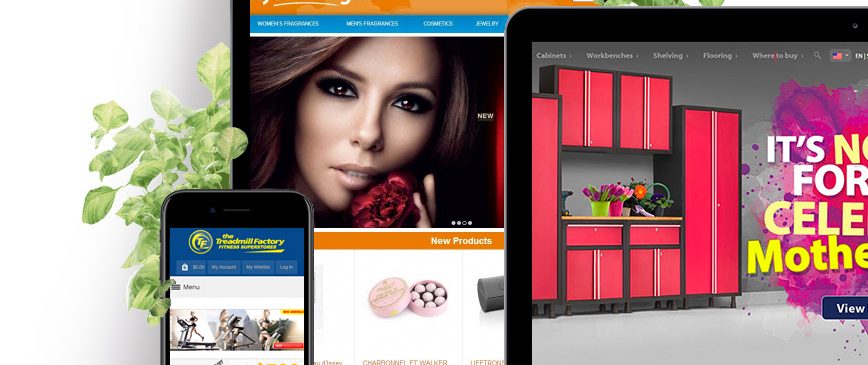 WOMEN'S FRAGRANCES
MEN'S FRAGRANCES
COSMETICS
JEWELRY
NEW
New Products
CHARBONNEL ET WALKER
the
Treadmill Factory
FITNESS SUPERSTORES
$0.00
My Account
My Wishlist
Log In
Menu
Cabinets
Workbenches
Shelving
Flooring
Where to buy
EN
IT'S
FOR
CELE
Mothe
View